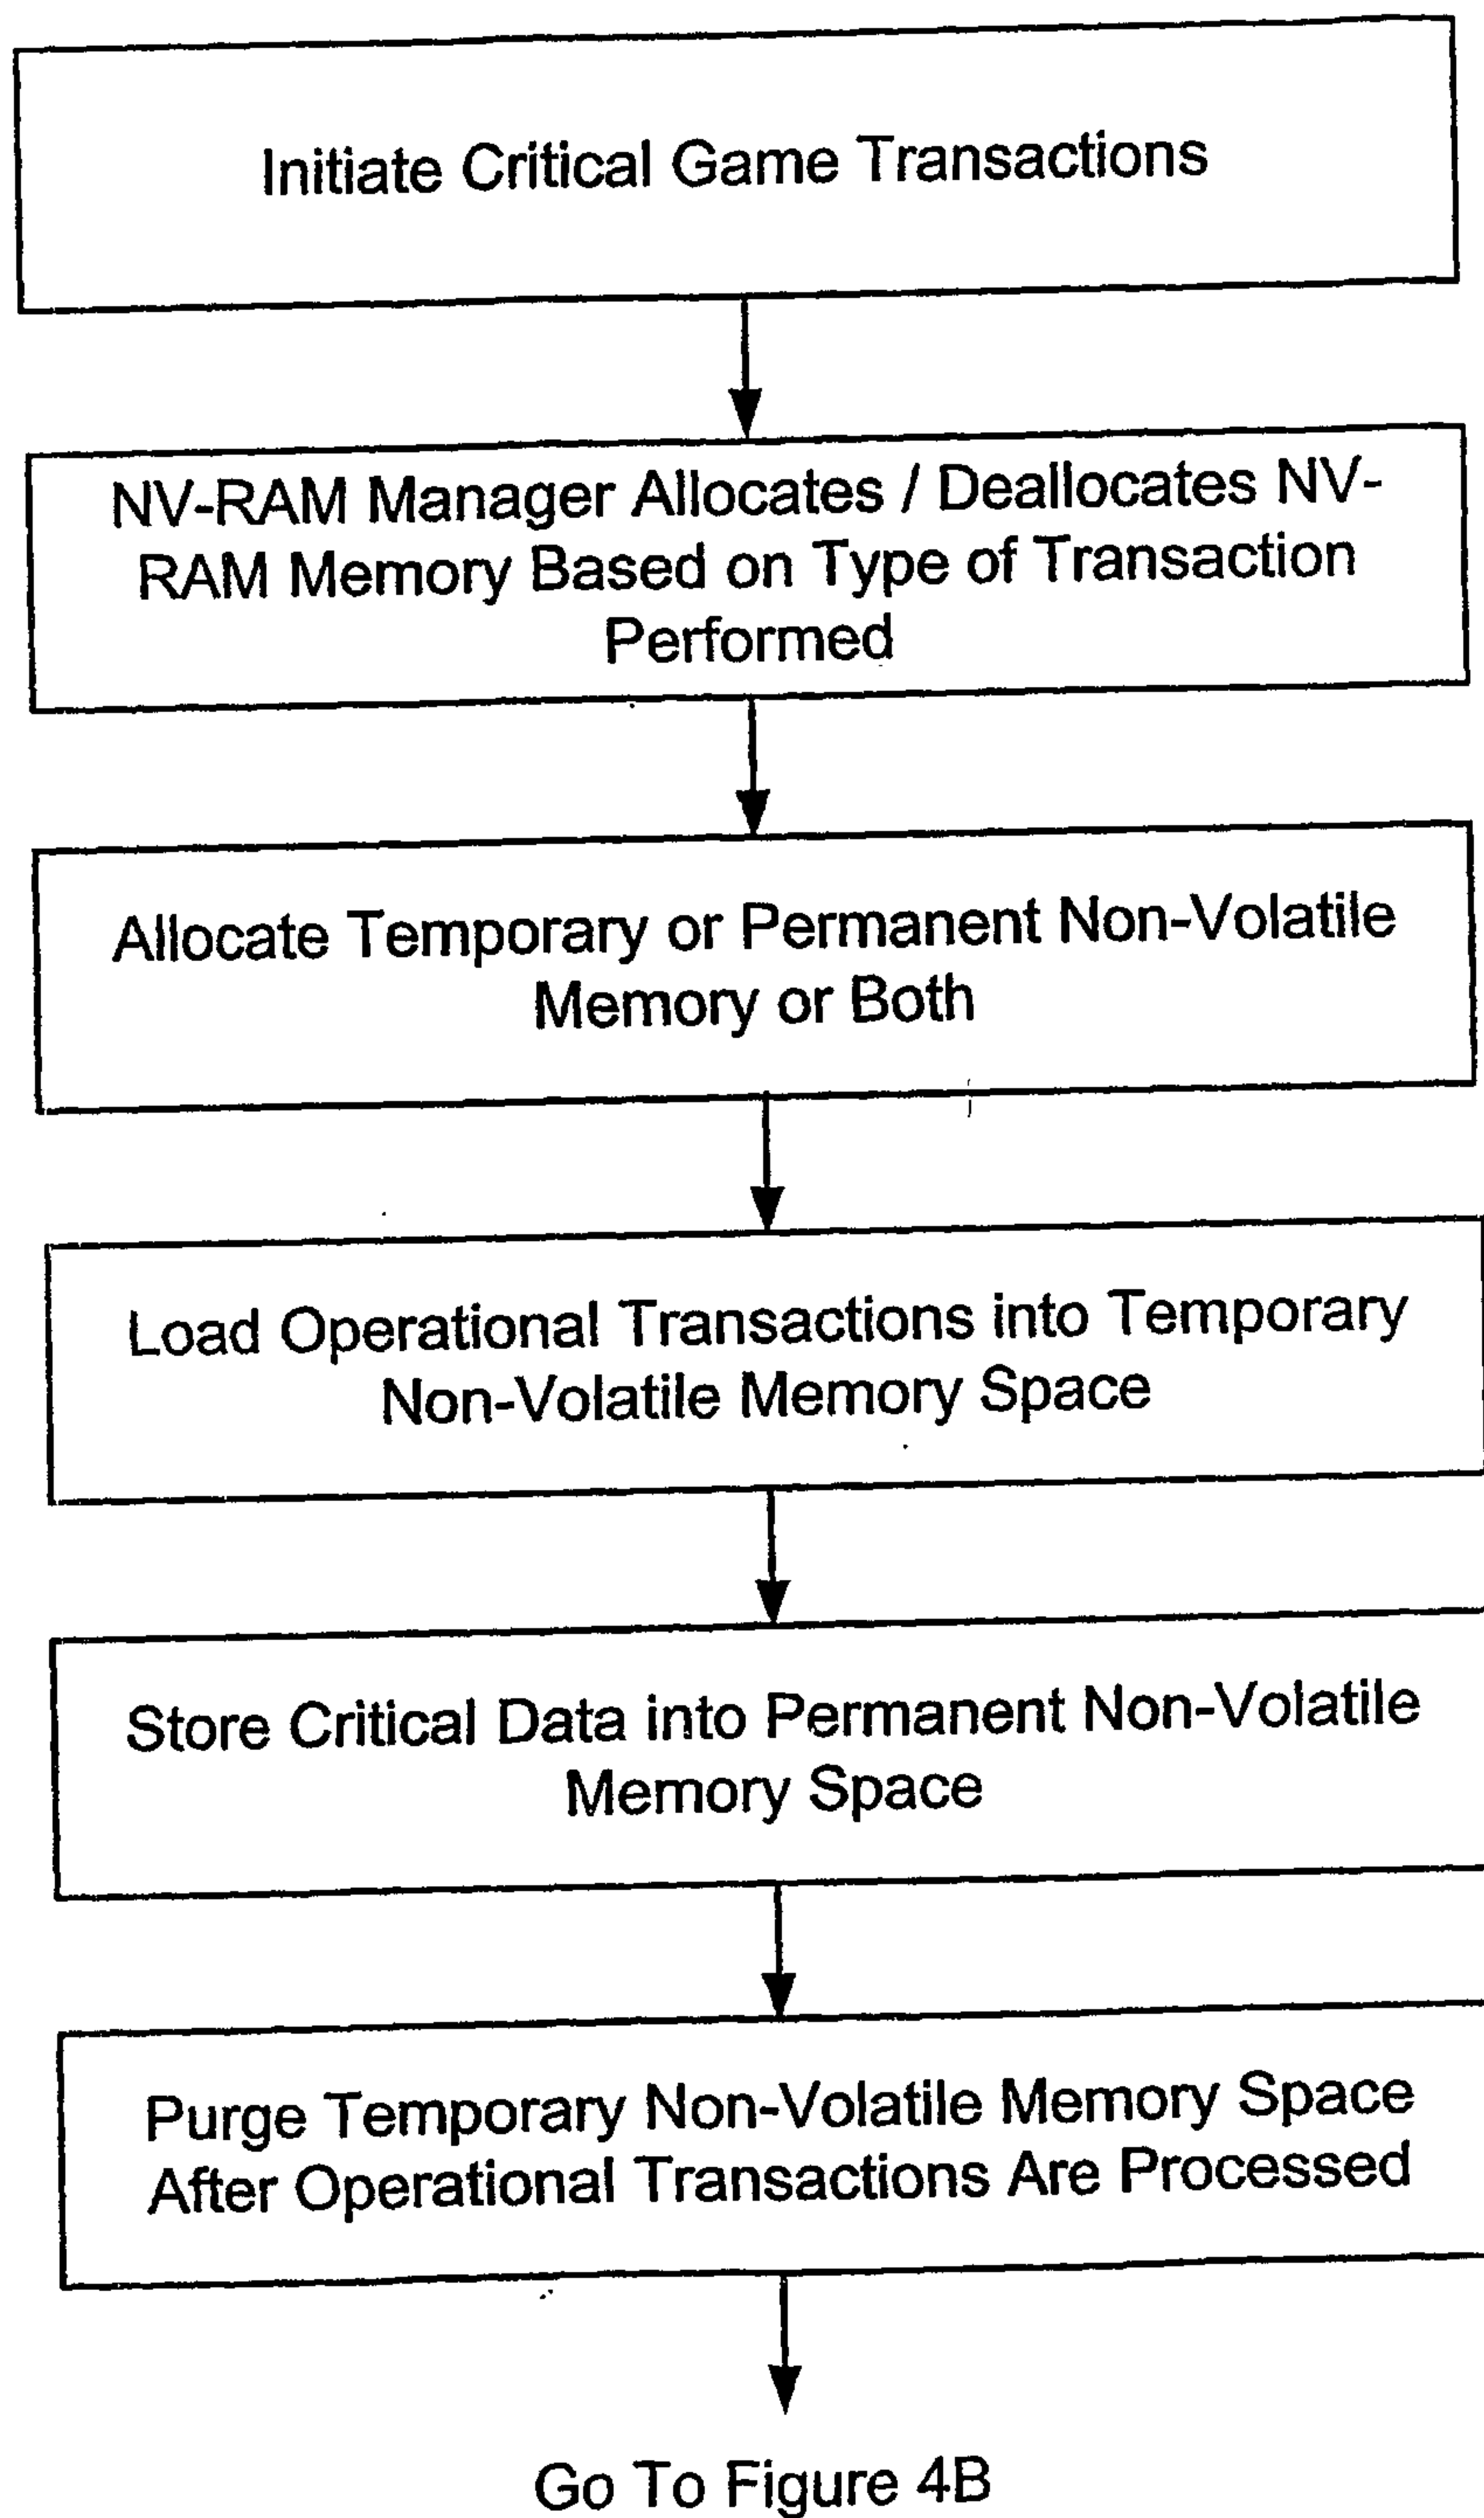 Initiate Critical Game Transactions
NV-RAM Manager Allocates / Deallocates NV-
RAM Memory Based on Type of Transaction
Performed
Allocate Temporary or Permanent Non-Volatile
Memory or Both
Load Operational Transactions into Temporary
Non-Volatile Memory Space
Store Critical Data into Permanent Non-Volatile
Memory Space
Purge Temporary Non-Volatile Memory Space
After Operational Transactions Are Processed
Go To Figure 4B